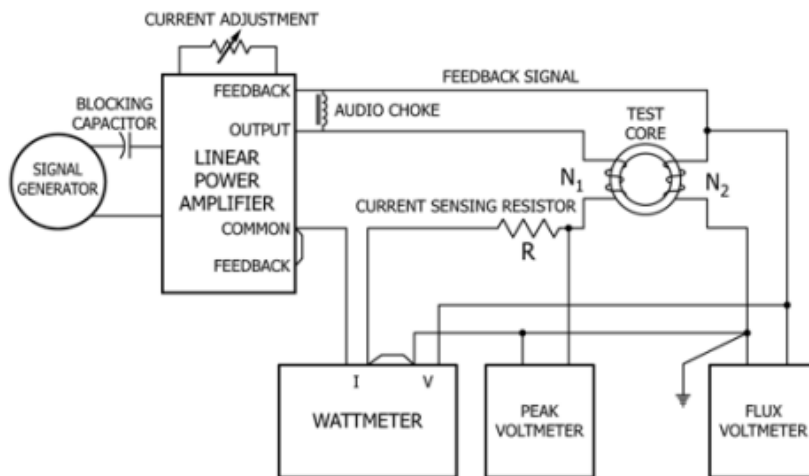 CURRENT ADJUSTMENT
FEEDBACK
FEEDBACK SIGNAL
BLOCKING
CAPACITOR
AUDIO CHOKE
TEST
CORE
OUTPUT
SIGNAL
GENERATOR
LINEAR
POWER
AMPLIFIER
N1
N2
CURRENT SENSING RESISTOR
COMMON
R
FEEDBACK
I
V
WATTMETER
PEAK
VOLTMETER
FLUX
VOLTMETER